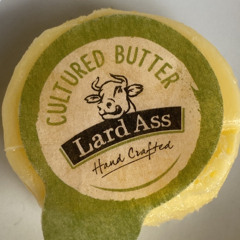 CULTURED BUTTER
Lard Ass
Hand Crafted